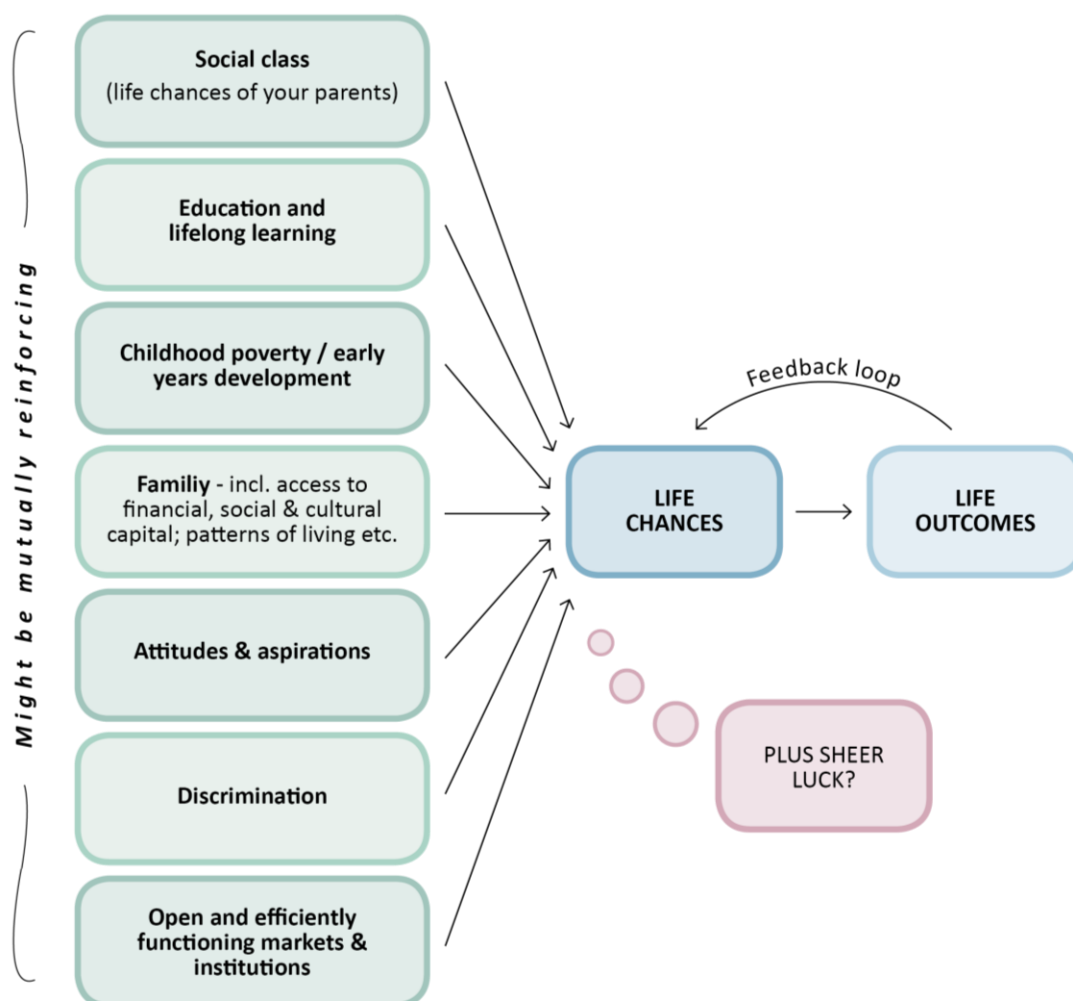 Might be mutually reinforcing
Social class
(life chances of your parents)
Education and
lifelong learning
Childhood poverty / early
years development
Familiy - incl. access to
financial, social & cultural
capital; patterns of living etc.
Attitudes & aspirations
Discrimination
Open and efficiently
functioning markets &
institutions
Feedback loop
LIFE
CHANCES
LIFE
OUTCOMES
PLUS SHEER
LUCK?